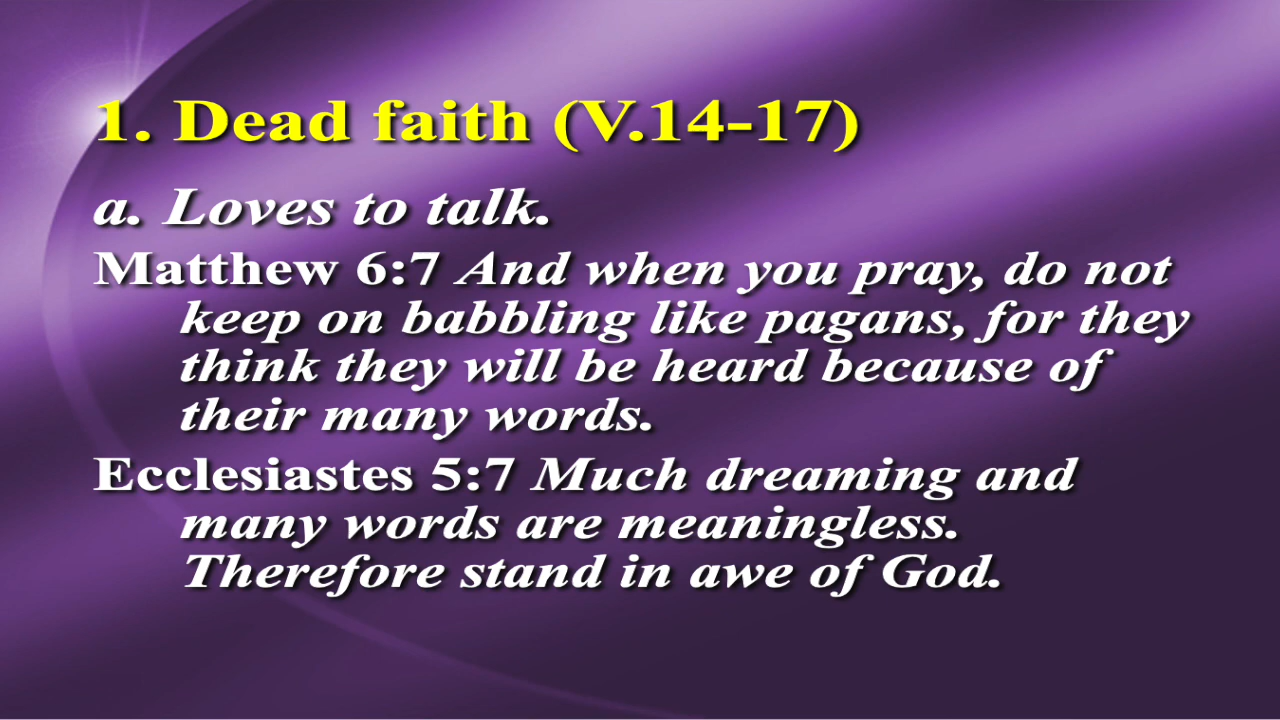 1. Dead faith (V.14-17)
a. Loves to talk.
Matthew 6:7 And when you pray, do not
keep on babbling like pagans, for they
think they will be heard because of
their many words.
Ecclesiastes 5:7 Much dreaming and
many words are meaningless.
Therefore stand in awe of God.